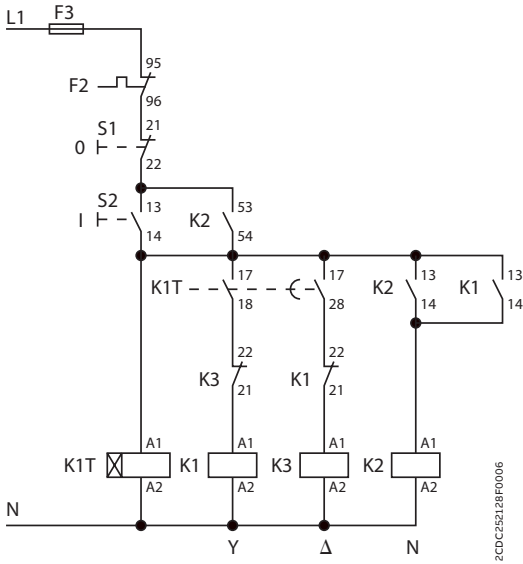 L1 F3
95
F2
96
S1 21
0
22
S2 13 53
I K2
14 54
17 17 13 13
K1T K2 K1
18 28 14 14
22 22
K3 K1
21 21
A1 A1 A1 A1
K1T K1 K3 K2
A2 A2 A2 A2
N
Y Δ N
2CDC252128F0006